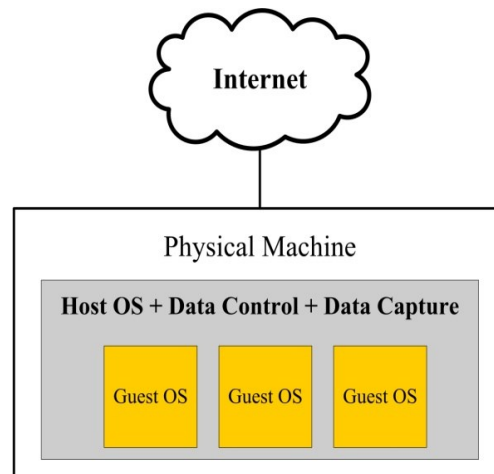 Internet
Physical Machine
Host OS + Data Control + Data Capture
Guest OS Guest OS Guest OS